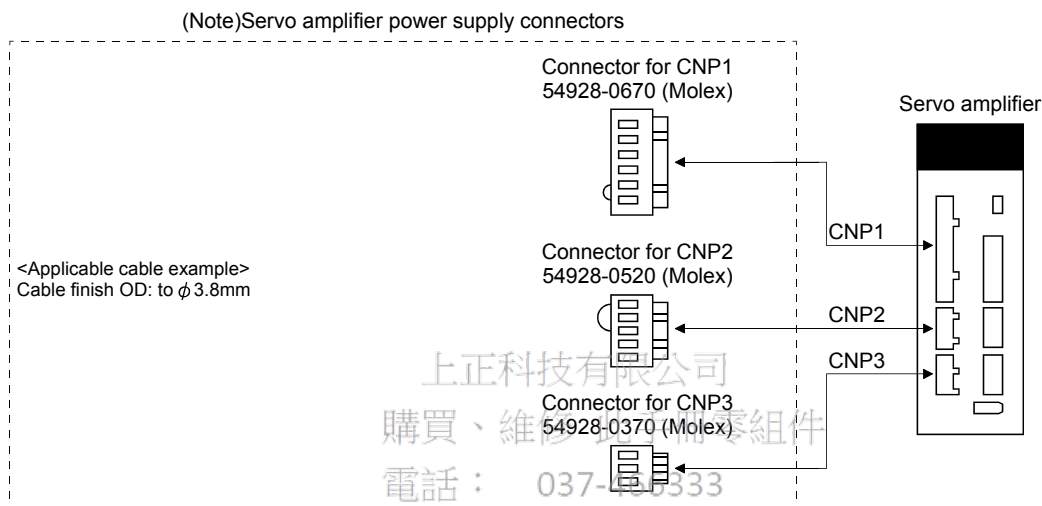 (Note)Servo amplifier power supply connectors
Connector for CNP1
54928-0670 (Molex)
Servo amplifier
CNP1
<Applicable cable example>
Cable finish OD: to ϕ3.8mm
Connector for CNP2
54928-0520 (Molex)
CNP2
CNP3
上正科技有限公司
Connector for CNP3
54928-0370 (Molex)
購買、維修 此手冊零組件
電話： 037-466333